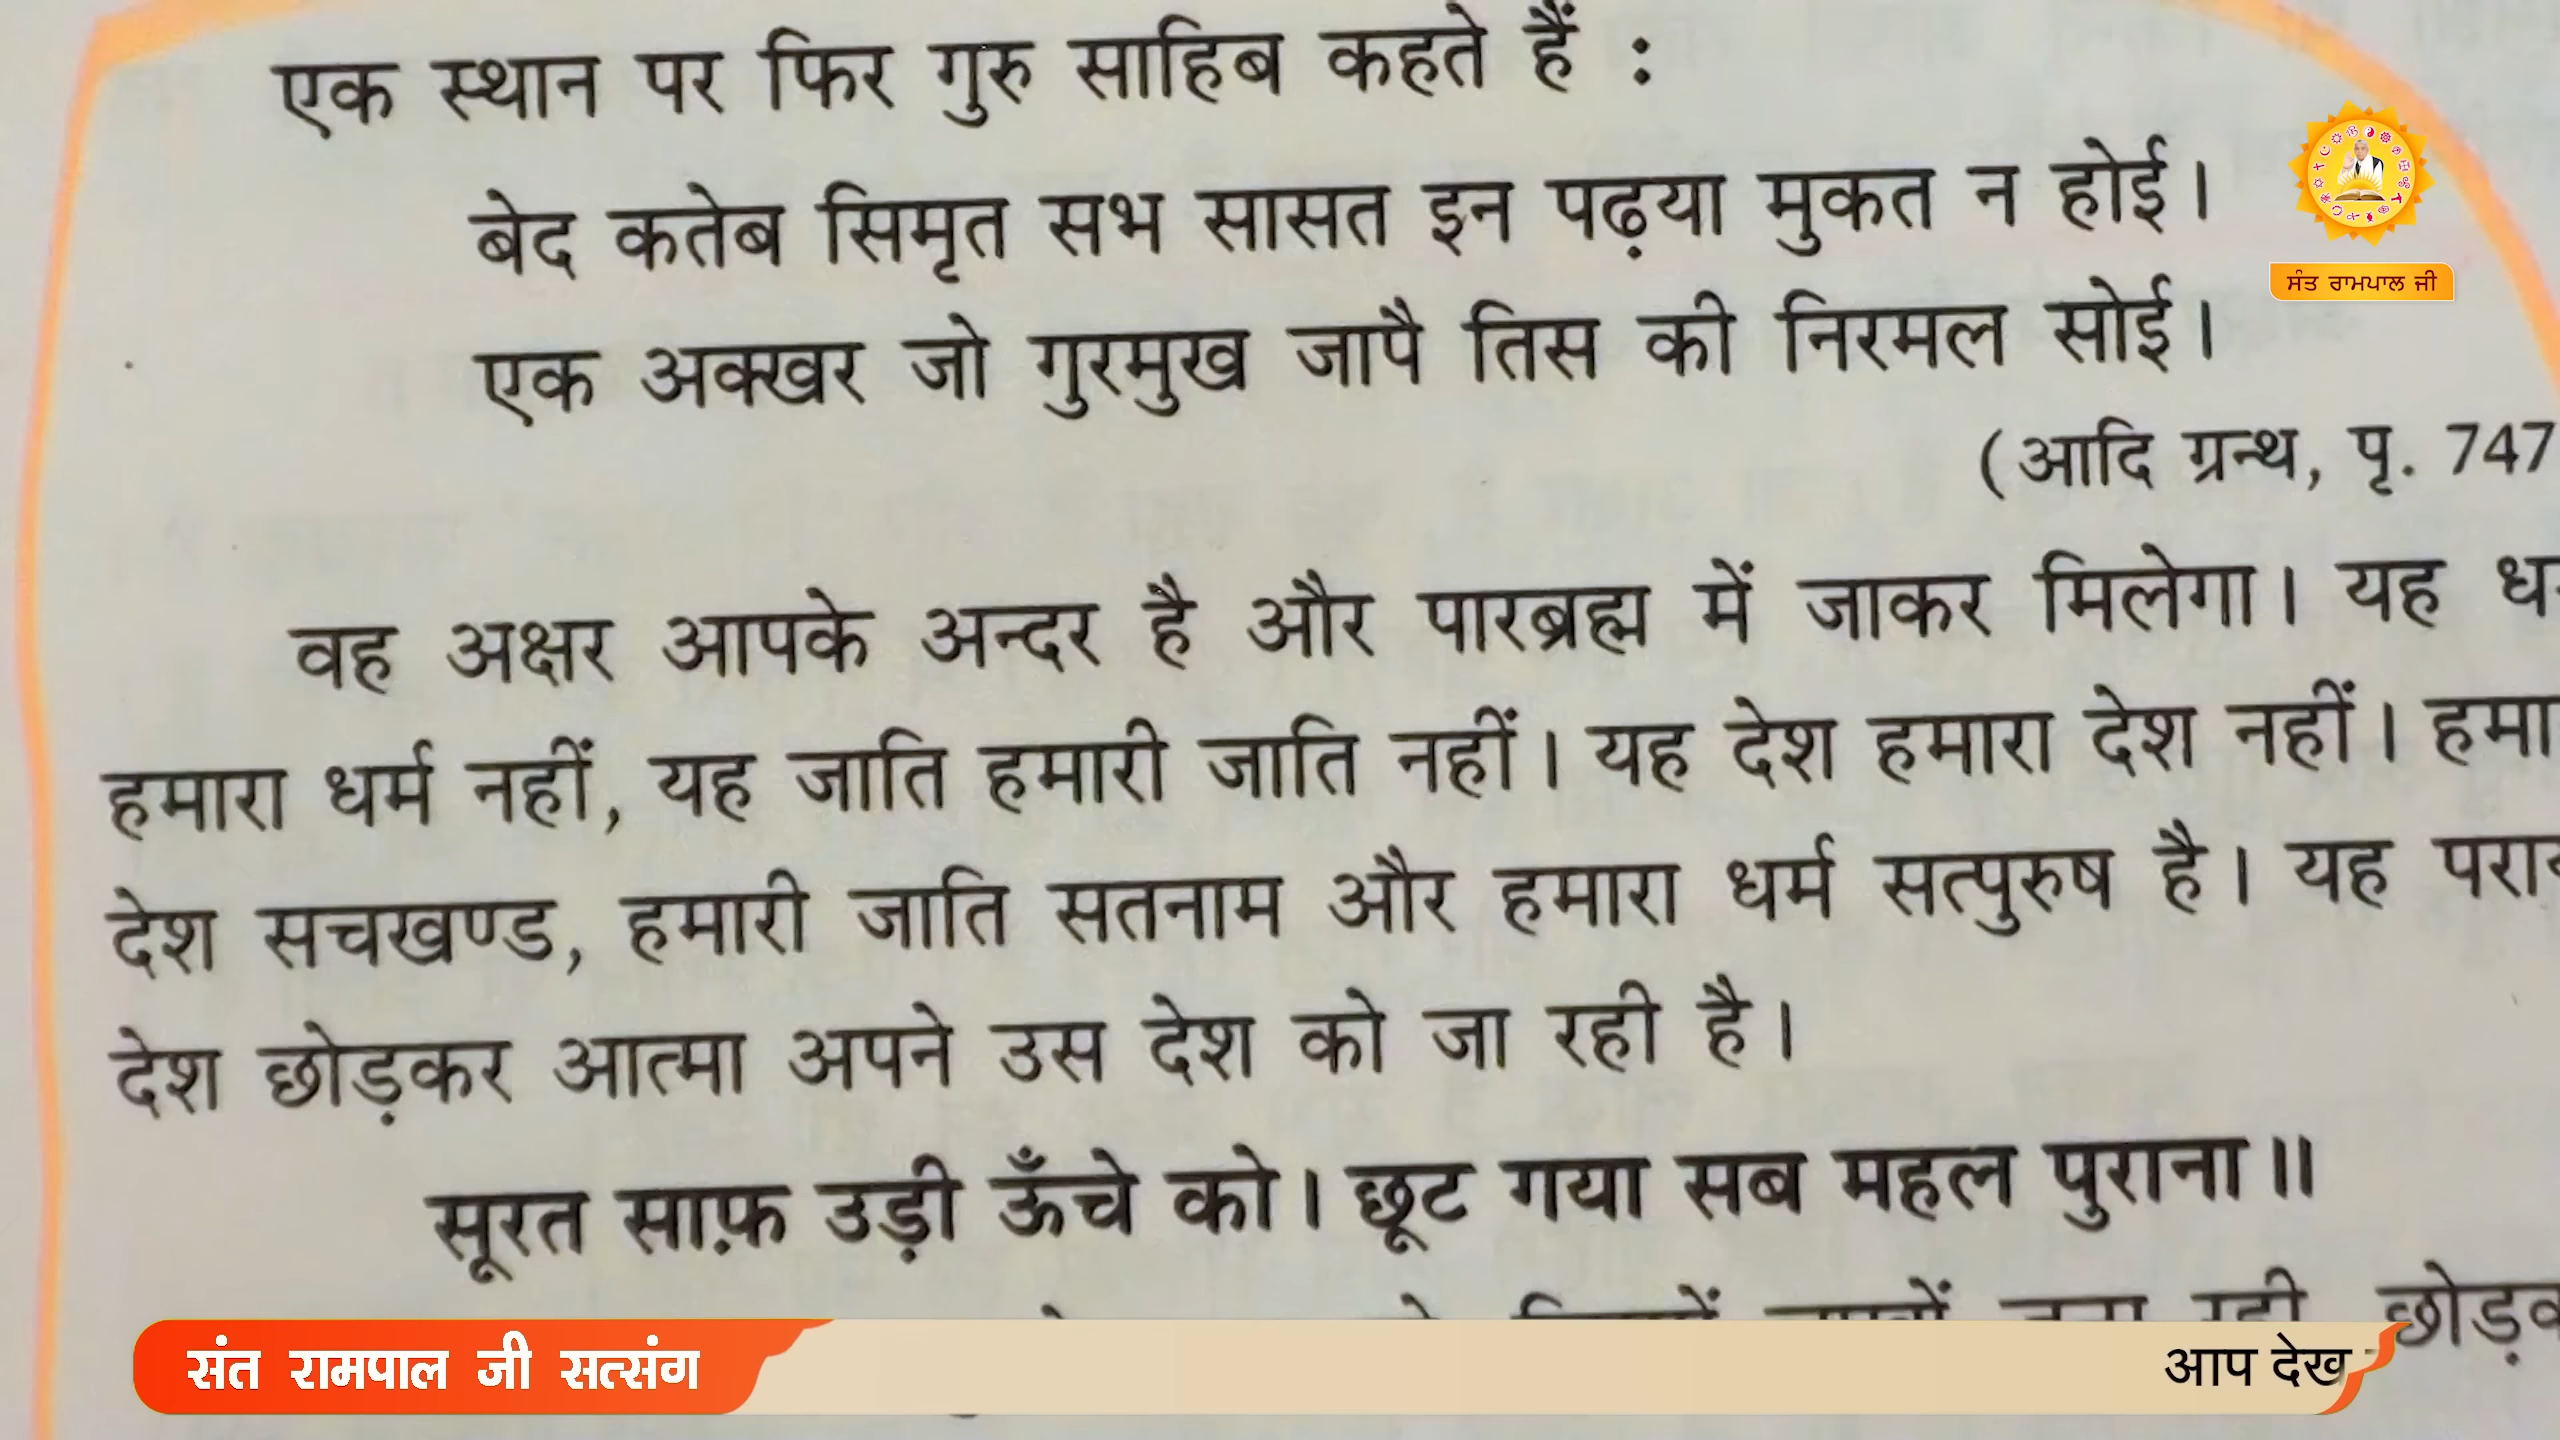 एक स्थान पर फिर गुरु साहिब कहते हैं :
बेद कतेब सिमृत सभ सासत इन पढ़या मुकत न होई।
एक अक्खर जो गुरमुख जापै तिस की निरमल सोई।
ਸੰਤ ਰਾਮਪਾਲ ਜੀ
(आदि ग्रन्थ, पृ. 747
वह अक्षर आपके अन्दर है और पारब्रह्म में जाकर मिलेगा। यह
हमारा धर्म नहीं, यह जाति हमारी जाति नहीं। यह देश हमारा देश नहीं। हमा
देश सचखण्ड, हमारी जाति सतनाम और हमारा धर्म सत्पुरुष है। यह
देश छोड़कर आत्मा अपने उस देश को जा रही है।
सूरत साफ़ उड़ी ऊँचे को। छूट गया सब महल पुराना॥
संत रामपाल जी सत्संग
आप देख